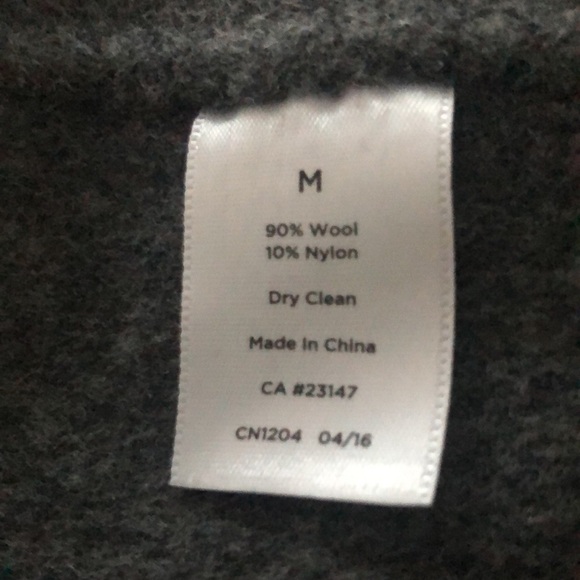 M
90% Wool
10% Nylon
Dry Clean
Made In China
CA #23147
CN1204 04/16